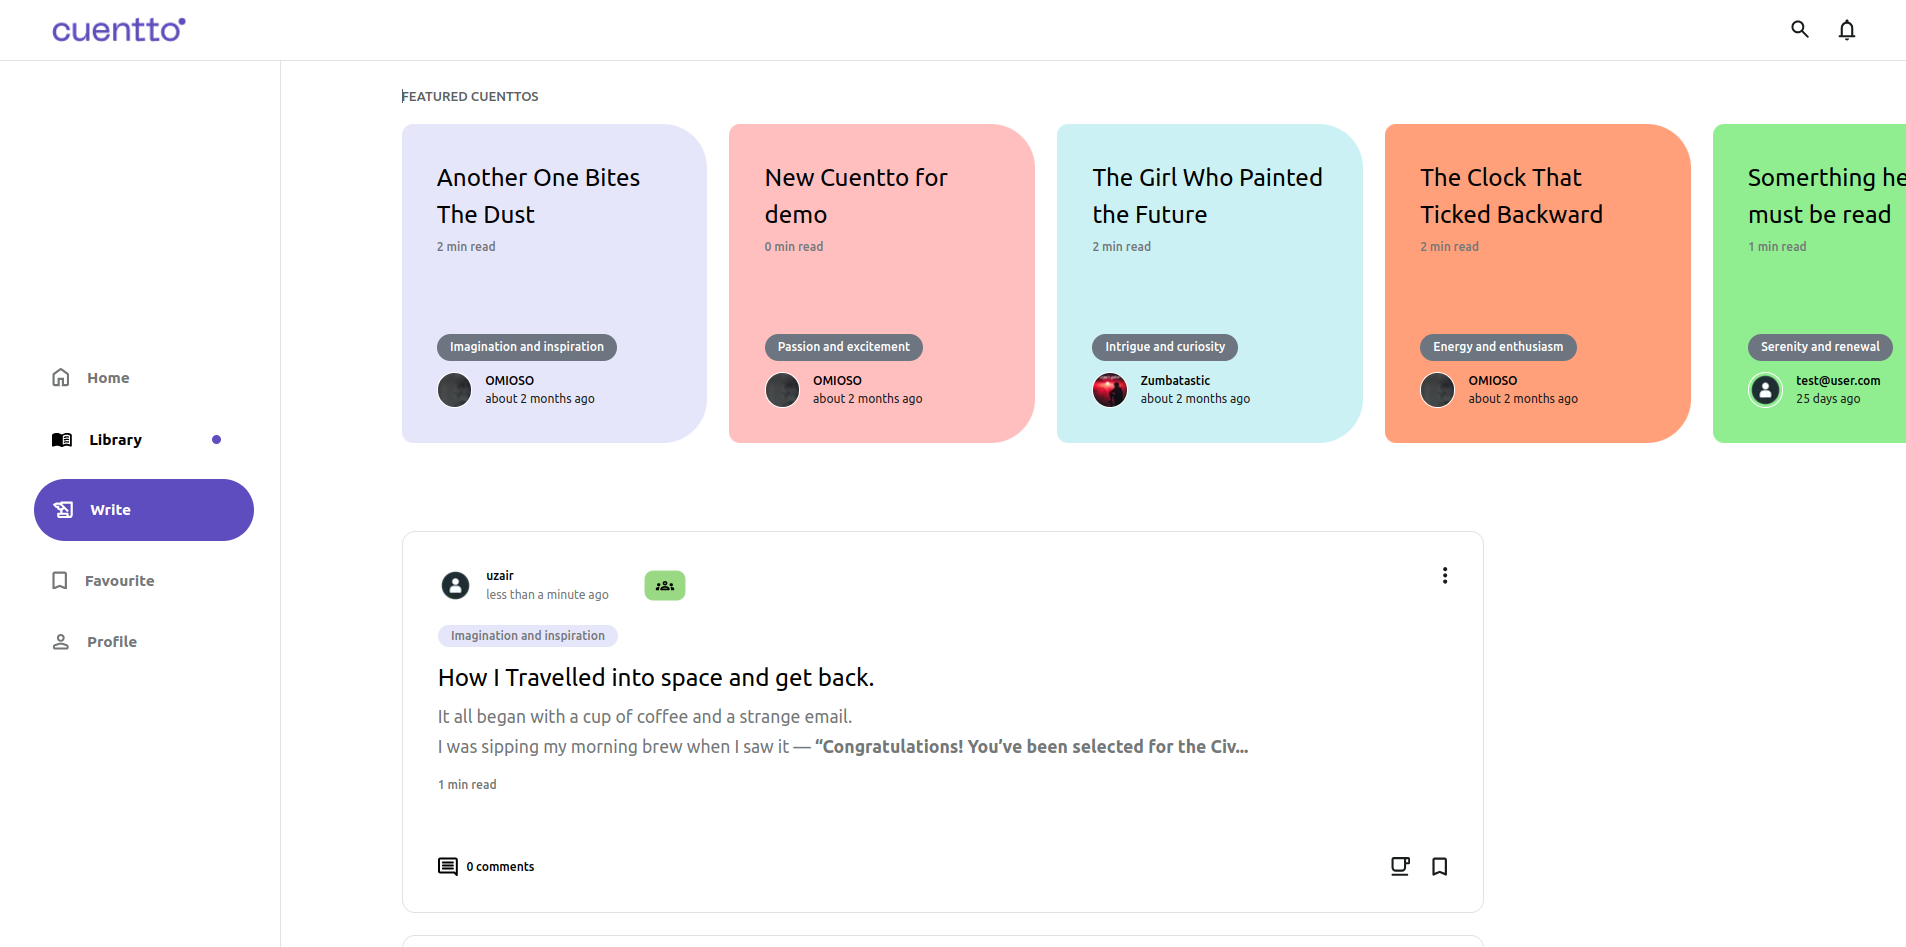 cuentto
Home
Library
Write
Favourite
Profile
FEATURED CUENTTOS
Another One Bites
The Dust
2 min read
Imagination and inspiration
OMIOSO
about 2 months ago
New Cuentto for
demo
0 min read
Passion and excitement
OMIOSO
about 2 months ago
The Girl Who Painted
the Future
2 min read
Intrigue and curiosity
Zumbatastic
about 2 months ago
The Clock That
Ticked Backward
2 min read
Energy and enthusiasm
OMIOSO
about 2 months ago
Somerthing he
must be read
1 min read
Serenity and renewal
test@user.com
25 days ago
uzair
less than a minute ago
Imagination and inspiration
How I Travelled into space and get back.
It all began with a cup of coffee and a strange email.
I was sipping my morning brew when I saw it — “Congratulations! You’ve been selected for the Civ...
1 min read
0 comments